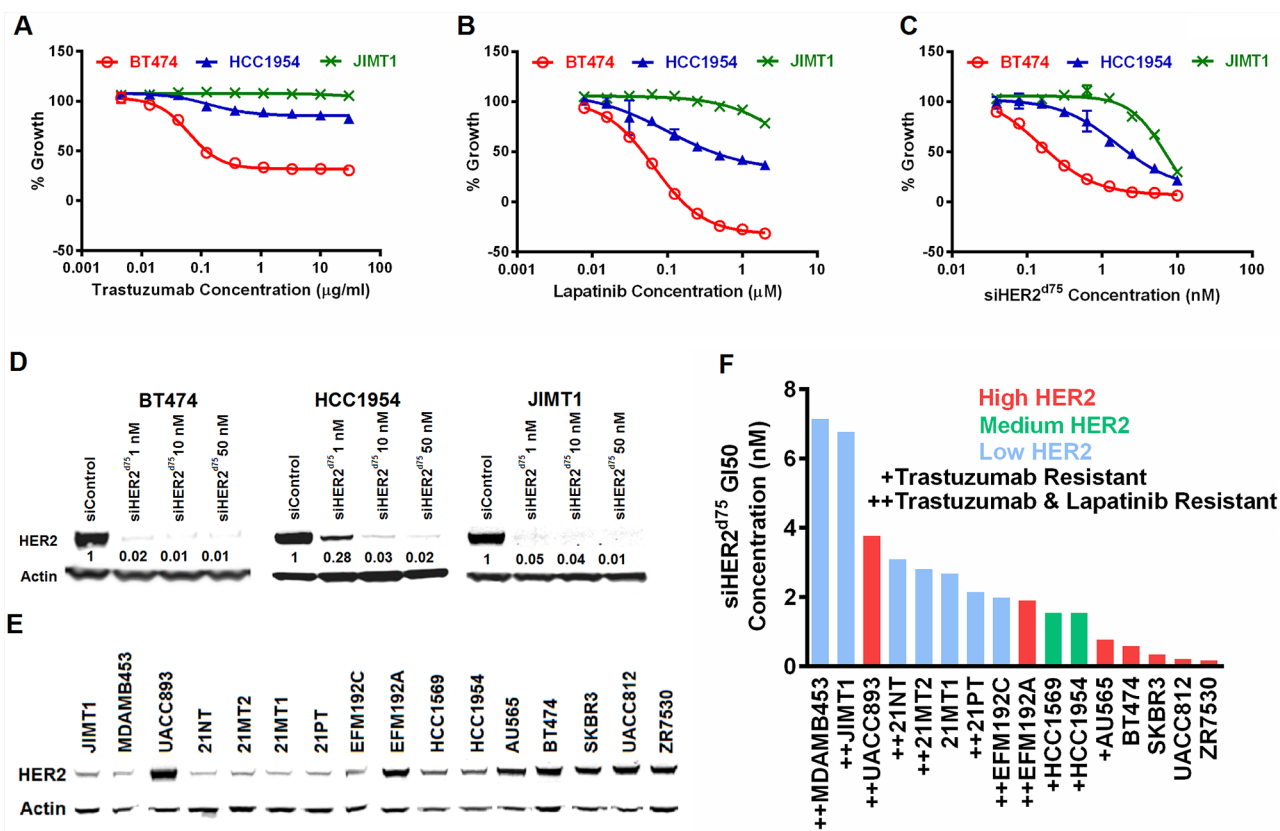 A
150
BT474
HCC1954
JIMT1
100
50
0
-50
% Growth
0.001
0.01
0.1
1
10
100
Trastuzumab Concentration (μg/ml)
B
150
BT474
HCC1954
JIMT1
100
50
0
-50
% Growth
0.001
0.01
0.1
1
10
Lapatinib Concentration (μM)
C
150
BT474
HCC1954
JIMT1
100
50
0
-50
% Growth
0.01
0.1
1
10
100
siHER2d75 Concentration (nM)
D
BT474
siControl
siHER2d75 1 nM
siHER2d75 10 nM
siHER2d75 50 nM
HCC1954
siControl
siHER2d75 1 nM
siHER2d75 10 nM
siHER2d75 50 nM
JIMT1
siControl
siHER2d75 1 nM
siHER2d75 10 nM
siHER2d75 50 nM
HER2
1 0.02 0.01 0.01
1 0.28 0.03 0.02
1 0.05 0.04 0.01
Actin
E
JIMT1
MDAMB453
UACC893
21NT
21MT2
21MT1
21PT
EFM192C
EFM192A
HCC1569
HCC1954
AU565
BT474
SKBR3
UACC812
ZR7530
HER2
Actin
F
8
6
4
2
0
siHER2d75 GI50
Concentration (nM)
High HER2
Medium HER2
Low HER2
+Trastuzumab Resistant
++Trastuzumab & Lapatinib Resistant
++MDAMB453
++JIMT1
++UACC893
++21NT
++21MT2
21MT1
++21PT
++EFM192C
++EFM192A
+HCC1569
+HCC1954
+AU565
BT474
SKBR3
UACC812
ZR7530